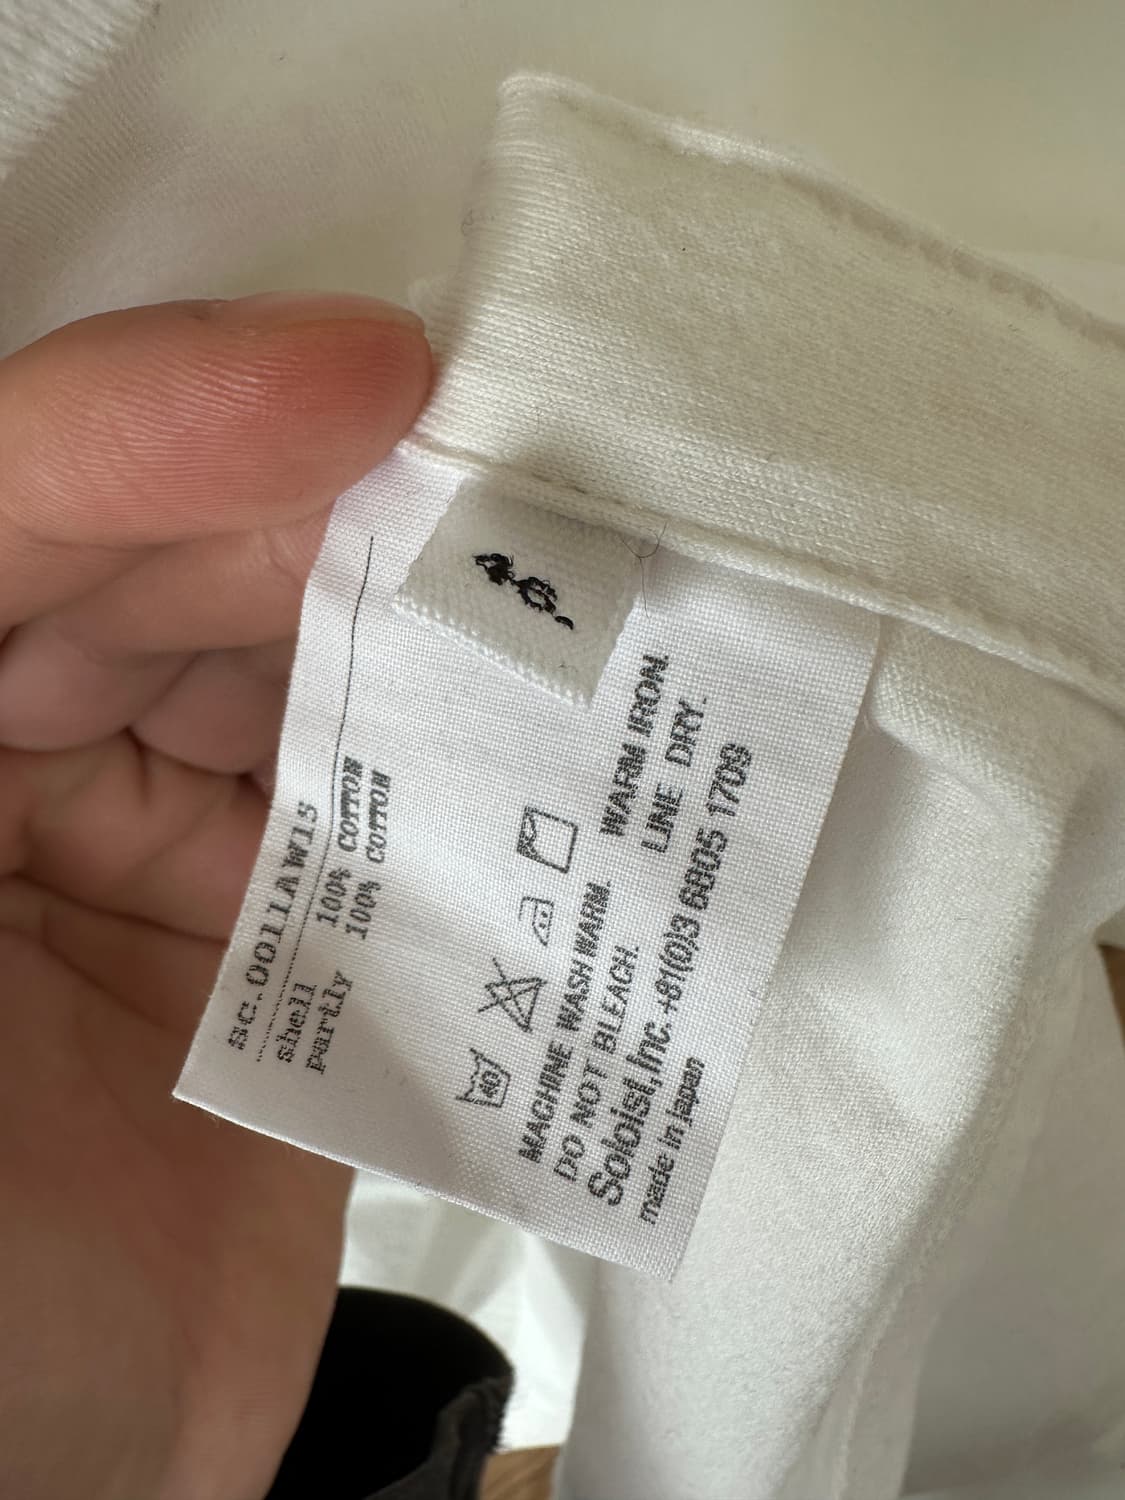 sc.0011AW15
shell 100% COTTON
partly 100% COTTON
40
MACHINE WASH WARM. WARM IRON.
DO NOT BLEACH. LINE DRY.
Soloist,Inc. +81(0)3 6805 1709
made in japan